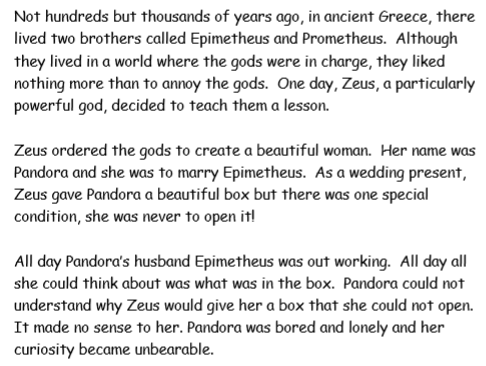 Not hundreds but thousands of years ago, in ancient Greece, there
lived two brothers called Epimetheus and Prometheus.  Although
they lived in a world where the gods were in charge, they liked
nothing more than to annoy the gods.  One day, Zeus, a particularly
powerful god, decided to teach them a lesson.

Zeus ordered the gods to create a beautiful woman.  Her name was
Pandora and she was to marry Epimetheus.  As a wedding present,
Zeus gave Pandora a beautiful box but there was one special
condition, she was never to open it!

All day Pandora's husband Epimetheus was out working.  All day all
she could think about was what was in the box.  Pandora could not
understand why Zeus would give her a box that she could not open.
It made no sense to her. Pandora was bored and lonely and her
curiosity became unbearable.